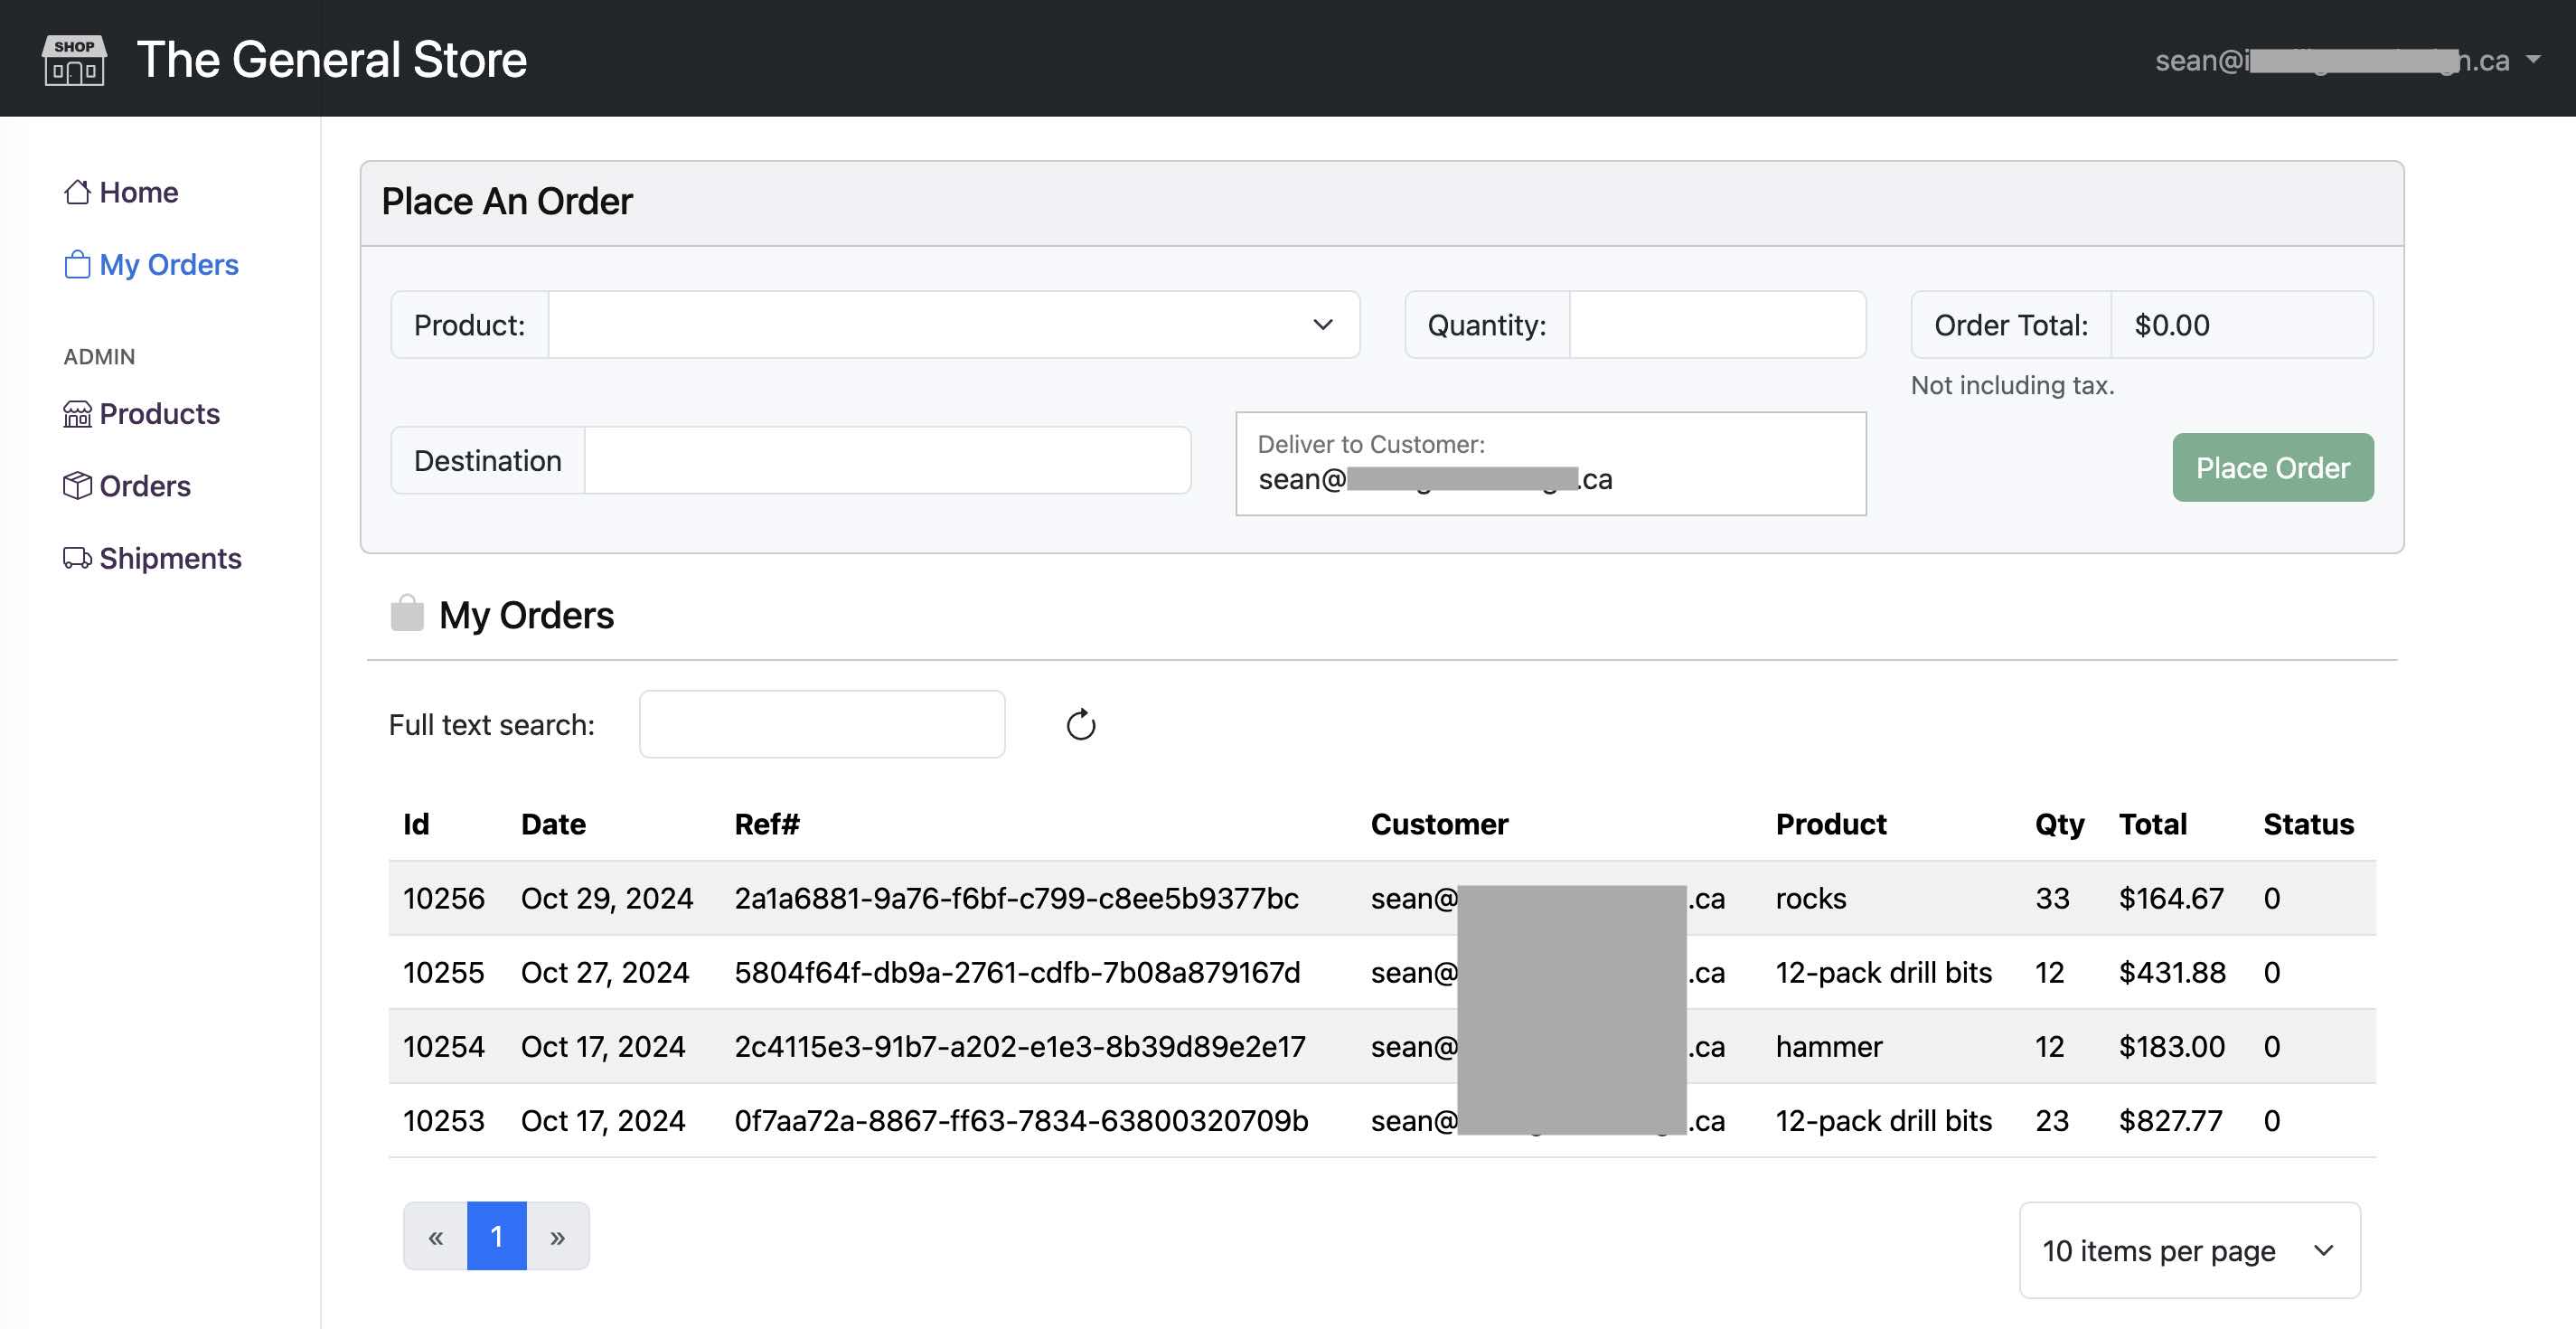 SHOP
The General Store
sean@i n.ca
Home
My Orders
ADMIN
Products
Orders
Shipments
Place An Order
Product:
Quantity:
Order Total: $0.00
Not including tax.
Destination
Deliver to Customer:
sean@ .ca
Place Order
My Orders
Full text search:
Id Date Ref# Customer Product Qty Total Status
10256 Oct 29, 2024 2a1a6881-9a76-f6bf-c799-c8ee5b9377bc sean@ .ca rocks 33 $164.67 0
10255 Oct 27, 2024 5804f64f-db9a-2761-cdfb-7b08a879167d sean@ .ca 12-pack drill bits 12 $431.88 0
10254 Oct 17, 2024 2c4115e3-91b7-a202-e1e3-8b39d89e2e17 sean@ .ca hammer 12 $183.00 0
10253 Oct 17, 2024 0f7aa72a-8867-ff63-7834-63800320709b sean@ .ca 12-pack drill bits 23 $827.77 0
« 1 »
10 items per page